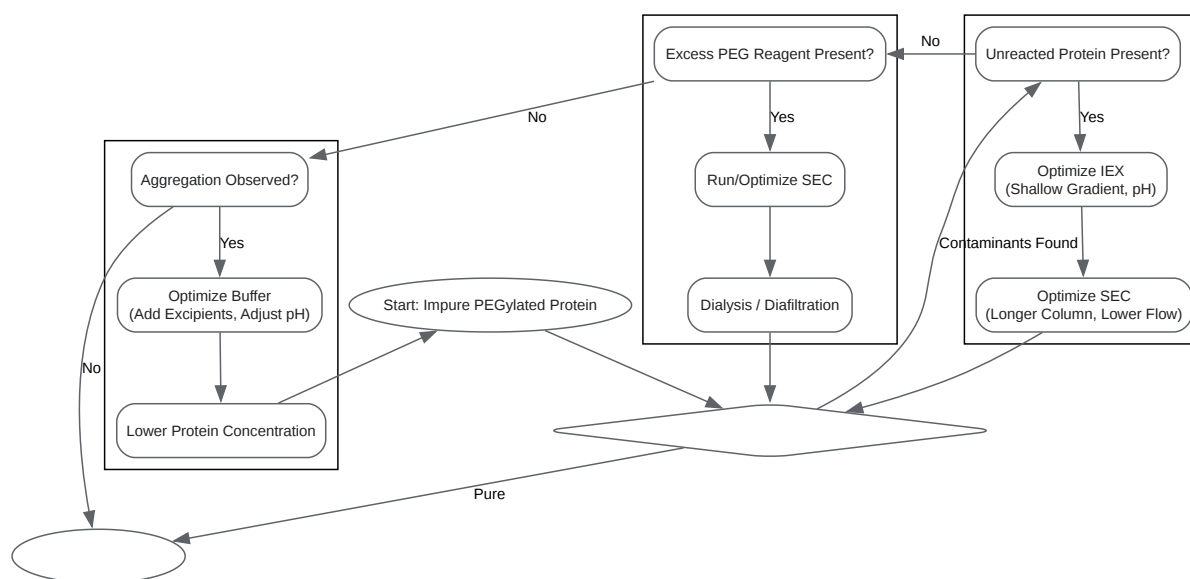 Excess PEG Reagent Present?
No
Unreacted Protein Present?
No
Yes
Yes
Aggregation Observed?
Run/Optimize SEC
Optimize IEX
(Shallow Gradient, pH)
Yes
Contaminants Found
Optimize Buffer
(Add Excipients, Adjust pH)
Start: Impure PEGylated Protein
Dialysis / Diafiltration
Optimize SEC
(Longer Column, Lower Flow)
No
Lower Protein Concentration
Pure